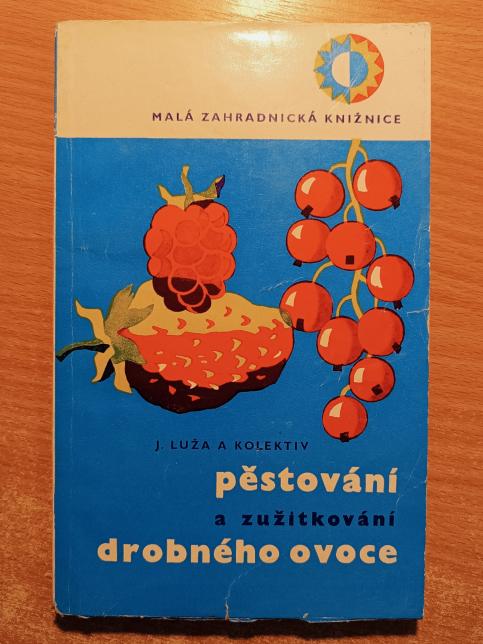 MALÁ ZAHRADNICKÁ KNIŽNICE
J. LUŽA A KOLEKTIV
pěstování
a zužitkování
drobného ovoce